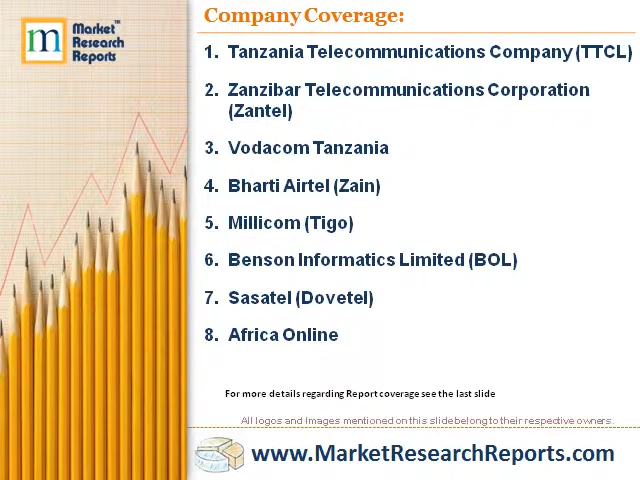 m
Market
Research
Reports
™
Company Coverage:
1. Tanzania Telecommunications Company (TTCL)
2. Zanzibar Telecommunications Corporation
(Zantel)
3. Vodacom Tanzania
4. Bharti Airtel (Zain)
5. Millicom (Tigo)
6. Benson Informatics Limited (BOL)
7. Sasatel (Dovetel)
8. Africa Online
For more details regarding Report coverage see the last slide
All logos and Images mentioned on this slide belong to their respective owners.
www.MarketResearchReports.com